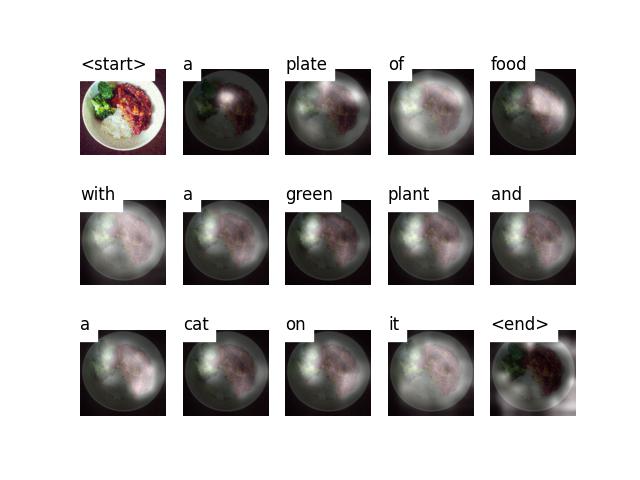 <start> a plate of food
with a green plant and
a cat on it <end>